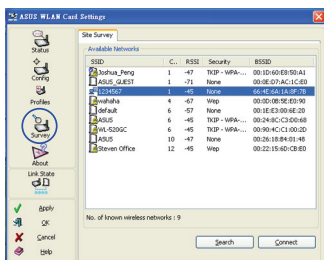 ASUS WLAN Card Settings
Status
Config
Profiles
Survey
About
Link State
Apply
OK
Cancel
Help
Site Survey
Available Networks
SSID C.. RSSI Security BSSID
Joshua_Peng 1 -47 TKIP - WPA-... 00:1D:60:E8:50:A1
ASUS_GUEST 1 -71 None 00:0E:D7:AC:1C:E0
1234567 1 -45 None 66:4E:6A:1A:8F:7B
wahaha 4 -67 Wep 00:0D:0B:5E:E0:90
default 6 -57 None 00:1E:E3:00:6E:20
ASUS 6 -45 TKIP - WPA-... 00:24:8C:C3:D0:68
WL-520GC 6 -45 TKIP - WPA-... 00:90:4C:C1:00:2D
ASUS 10 -47 None 00:26:18:84:01:48
Steven Office 12 -45 Wep 00:22:15:6D:CB:E0
No. of known wireless networks : 9
Search
Connect